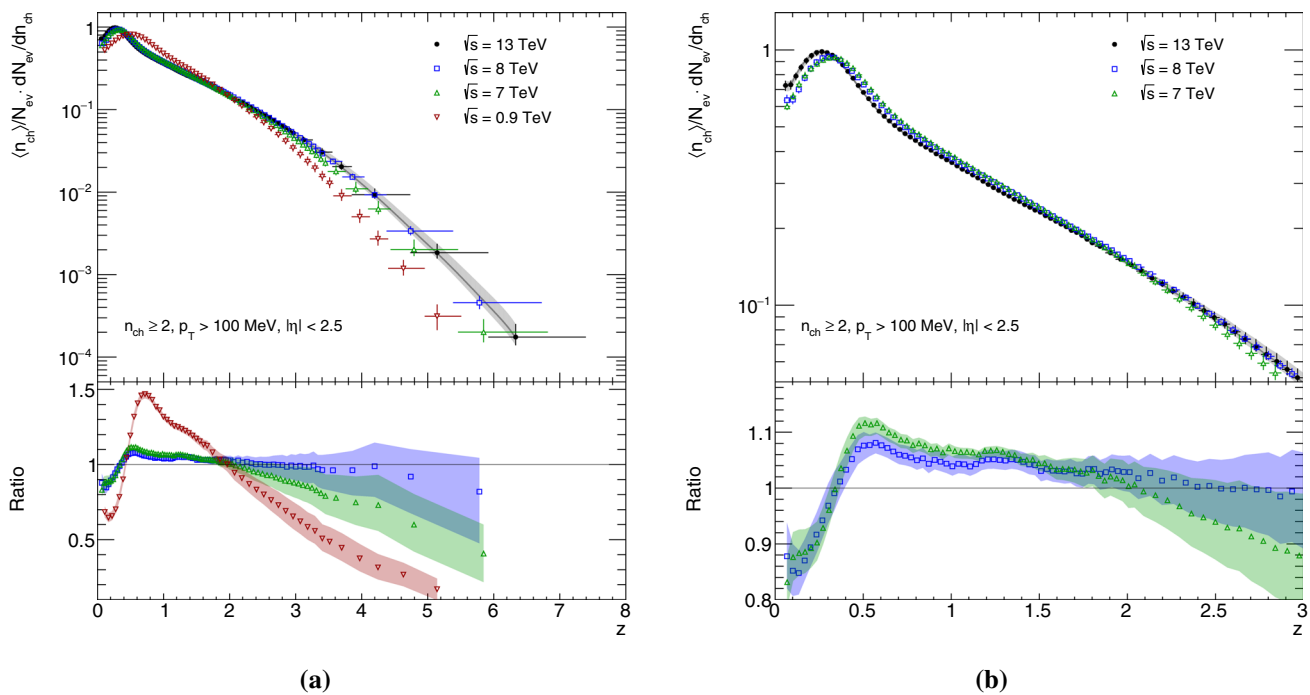 ⟨n_ch⟩/N_ev · dN_ev/dn_ch
1
10⁻¹
10⁻²
10⁻³
10⁻⁴
√s = 13 TeV
√s = 8 TeV
√s = 7 TeV
√s = 0.9 TeV
n_ch ≥ 2, p_T > 100 MeV, |η| < 2.5
Ratio
1.5
1
0.5
0 1 2 3 4 5 6 7 8
z
(a)
⟨n_ch⟩/N_ev · dN_ev/dn_ch
1
10⁻¹
√s = 13 TeV
√s = 8 TeV
√s = 7 TeV
n_ch ≥ 2, p_T > 100 MeV, |η| < 2.5
Ratio
1.1
1
0.9
0.8
0 0.5 1 1.5 2 2.5 3
z
(b)